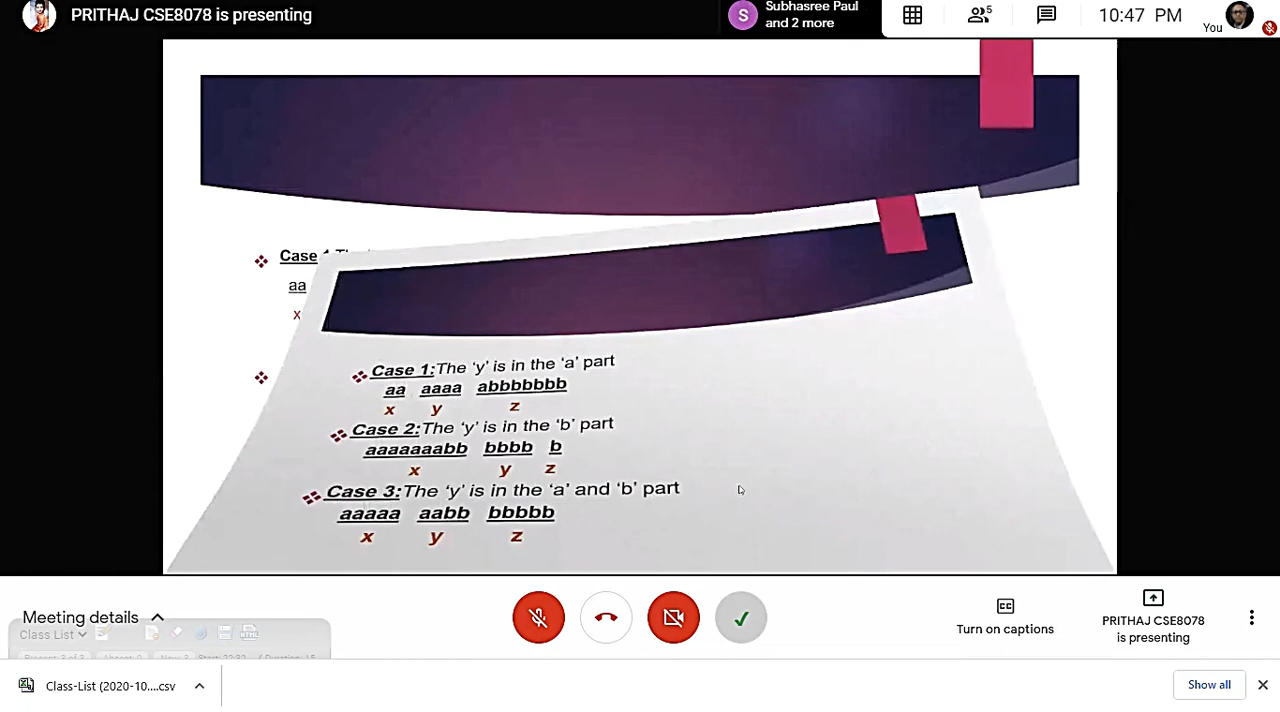 PRITHAJ CSE8078 is presenting
S
Subhasree Paul
and 2 more
5
10:47 PM
You
Case
aa
x
Case 1:The ‘y’ is in the ‘a’ part
aa aaaa abbbbbbb
x y z
Case 2:The ‘y’ is in the ‘b’ part
aaaaaaabb bbbb b
x y z
Case 3:The ‘y’ is in the ‘a’ and ‘b’ part
aaaaa aabb bbbbb
x y z
Meeting details
Class List
HTML
CC
Turn on captions
PRITHAJ CSE8078
is presenting
Class-List (2020-10....csv
Show all